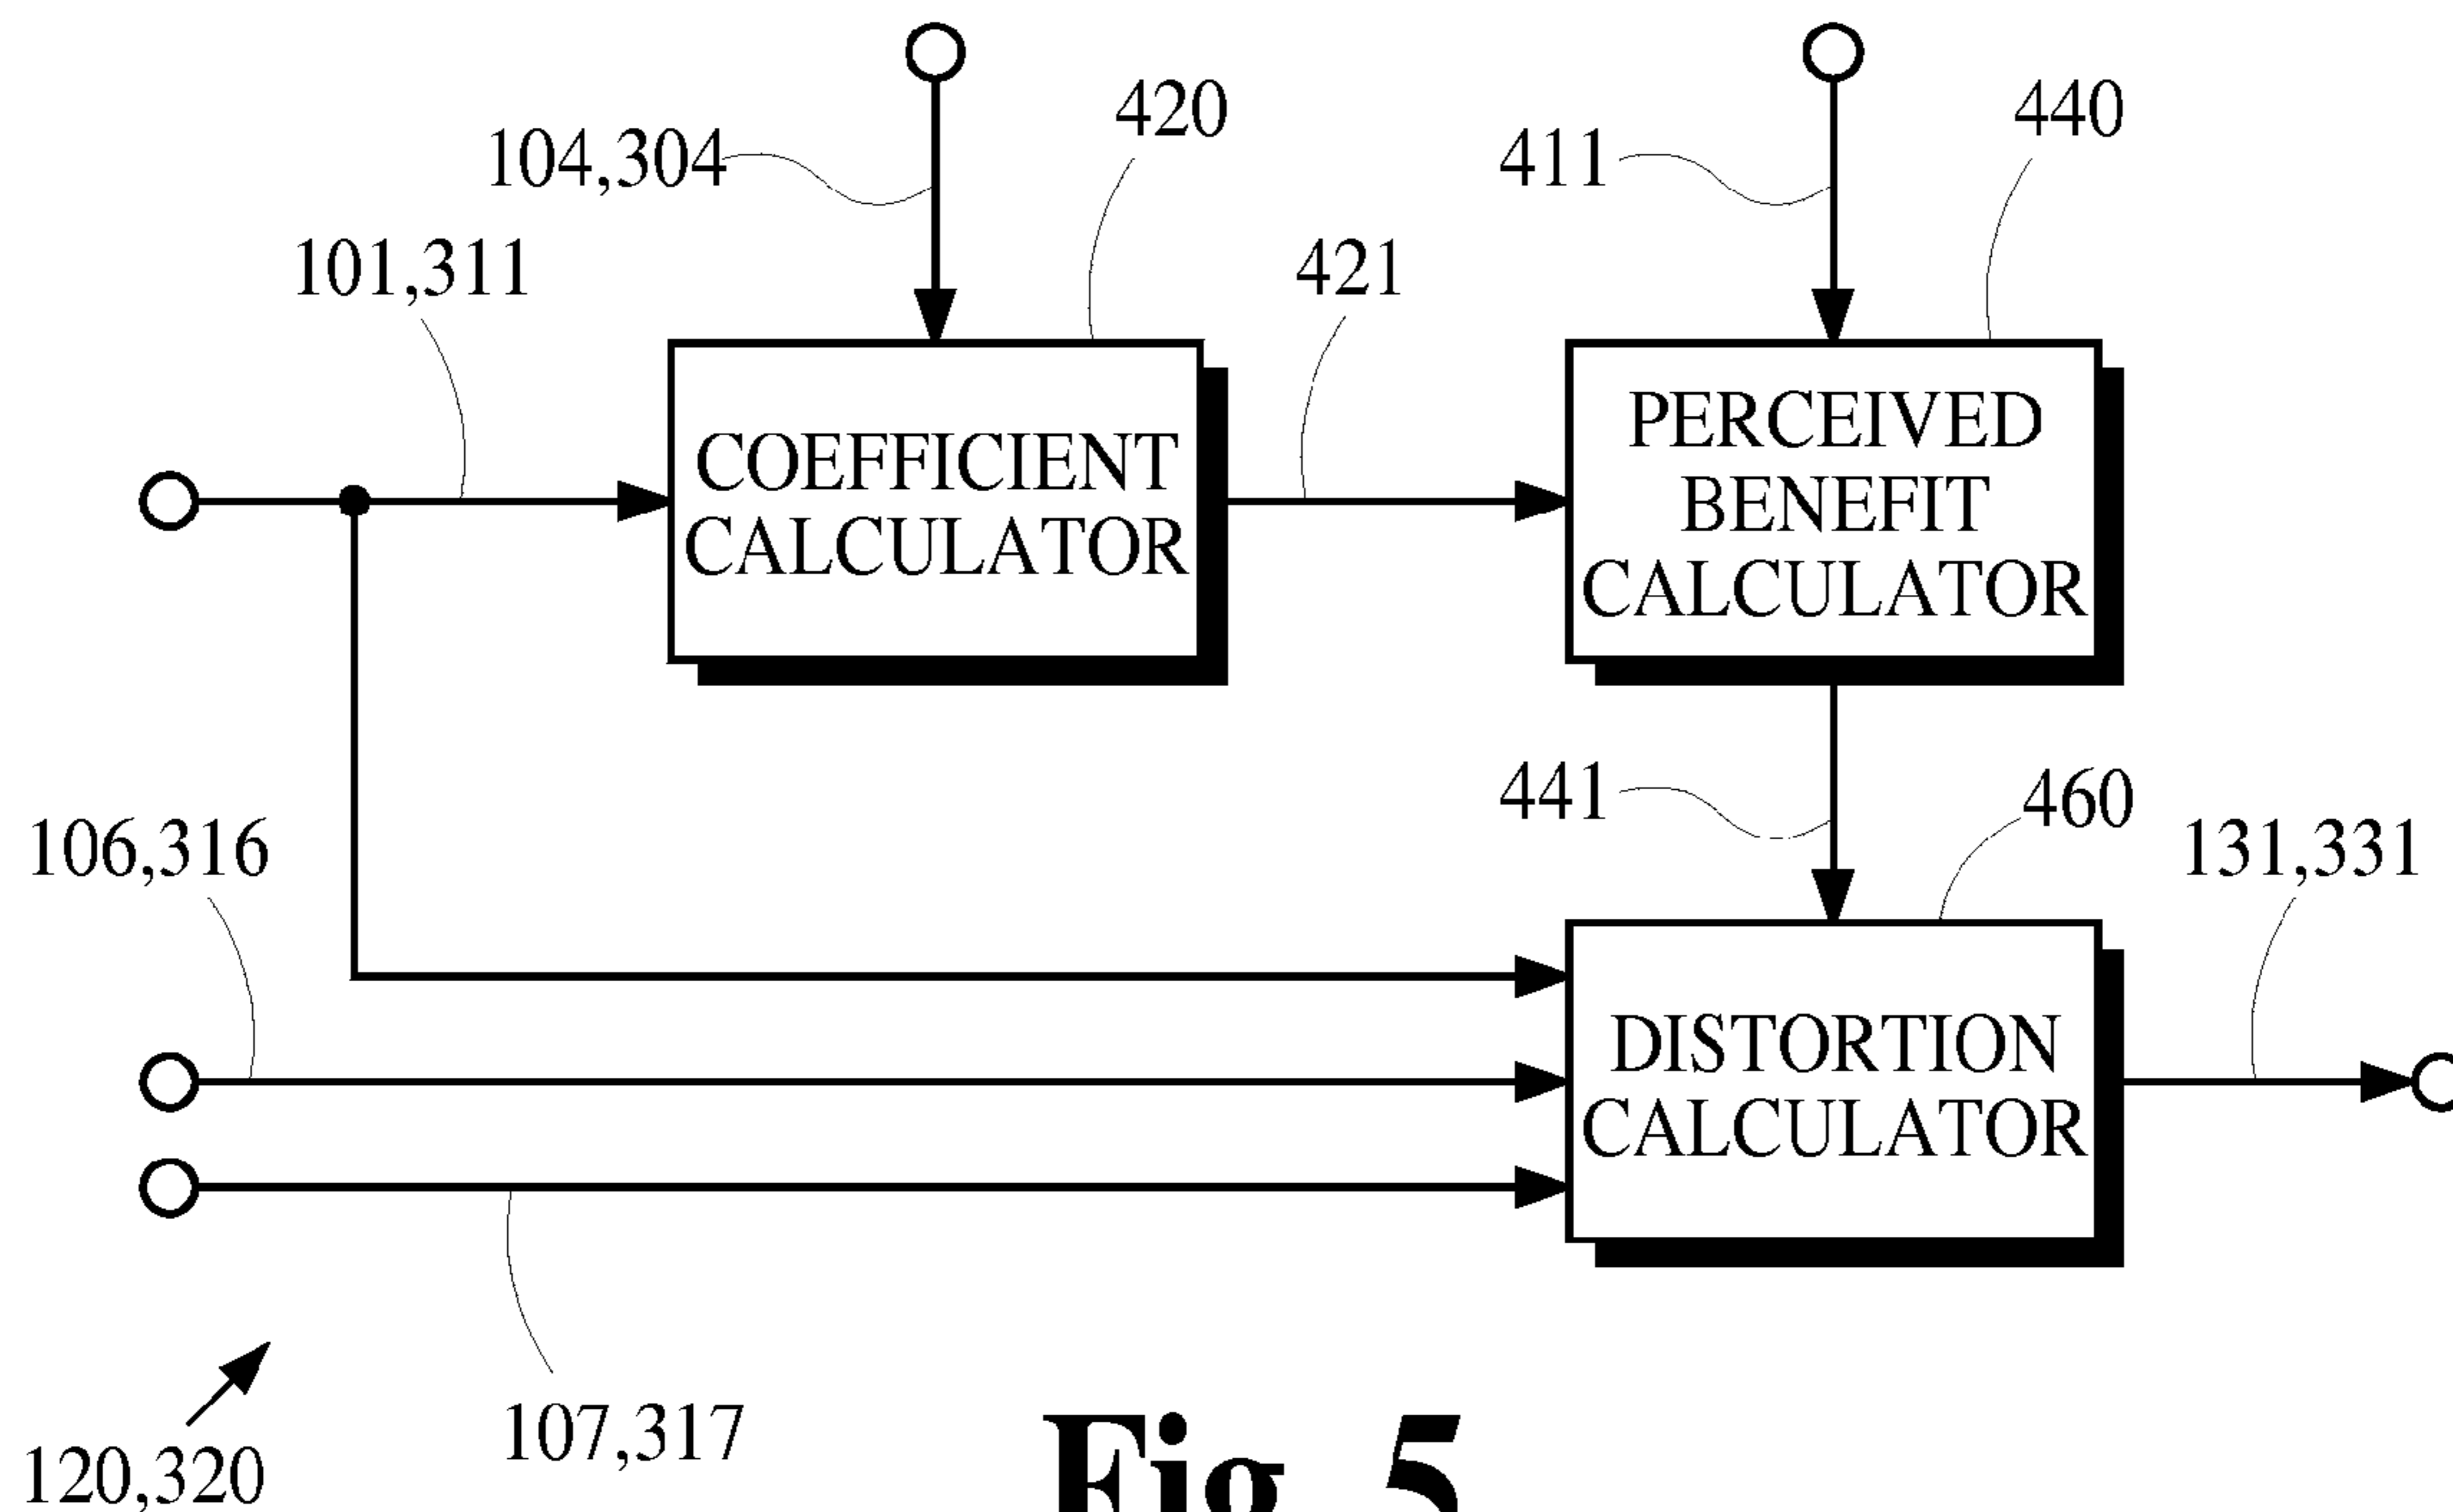 420
440
104,304
411
101,311
421
COEFFICIENT
CALCULATOR
PERCEIVED
BENEFIT
CALCULATOR
441
460
106,316
131,331
DISTORTION
CALCULATOR
107,317
120,320
Fig. 5